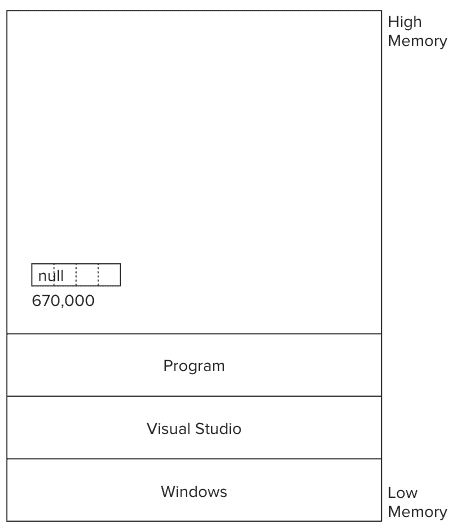 High
Memory
null
670,000
Program
Visual Studio
Windows
Low
Memory